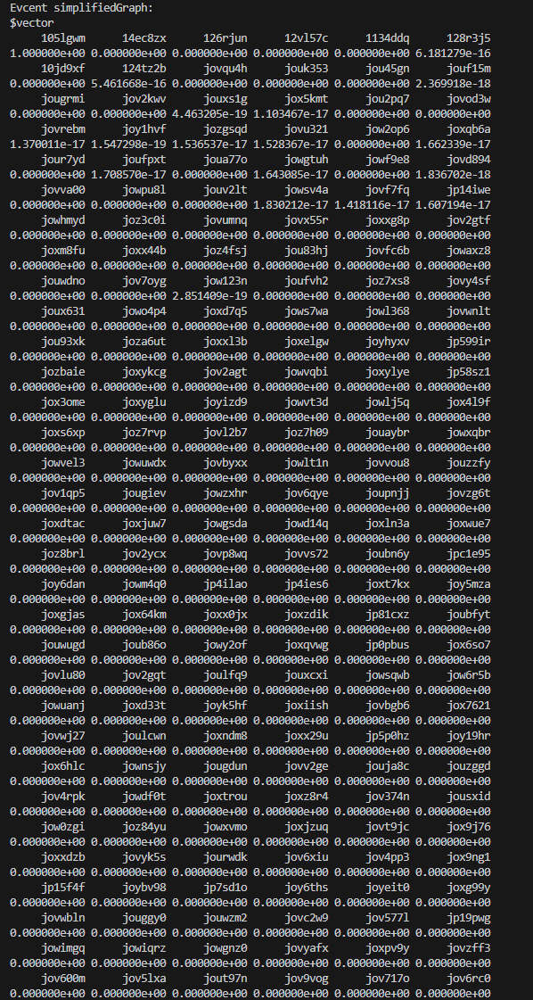 Evcent simplifiedGraph:
$vector
105lgwm 14ec8zx 126rjun 12vl57c 1134ddq 128r3j5
1.000000e+00 0.000000e+00 0.000000e+00 0.000000e+00 0.000000e+00 6.181279e-16
10jd9xf 124tz2b jovqu4h jouk353 jou45gn jouf15m
0.000000e+00 5.461668e-16 0.000000e+00 0.000000e+00 0.000000e+00 2.369918e-18
jougrmi jov2kwv jouxs1g jox5kmt jou2pq7 jovod3w
0.000000e+00 0.000000e+00 4.463205e-19 1.103467e-17 0.000000e+00 0.000000e+00
jovrebm joy1hvf jozgsqd jovu321 jow2op6 joxqb6a
1.370011e-17 1.547298e-19 1.536537e-17 1.528367e-17 0.000000e+00 1.662339e-17
jour7yd joufpxt joua77o jowgtuh jowf9e8 jovd894
0.000000e+00 1.708570e-17 0.000000e+00 1.643085e-17 0.000000e+00 1.836702e-18
jovva00 jowpu8l jouv2lt jowsv4a jovf7fq jp14iwe
0.000000e+00 0.000000e+00 0.000000e+00 1.830212e-17 1.418116e-17 1.607194e-17
jowhmyd joz3c0i jovumnq jovx55r joxxg8p jov2gtf
0.000000e+00 0.000000e+00 0.000000e+00 0.000000e+00 0.000000e+00 0.000000e+00
joxm8fu joxx44b joz4fsj jou83hj jovfc6b jowaxz8
0.000000e+00 0.000000e+00 0.000000e+00 0.000000e+00 0.000000e+00 0.000000e+00
jouwdno jov7oyg jow123n joufvh2 joz7xs8 jovy4sf
0.000000e+00 0.000000e+00 2.851409e-19 0.000000e+00 0.000000e+00 0.000000e+00
joux631 jowo4p4 joxd7q5 jows7wa jowl368 jovwnlt
0.000000e+00 0.000000e+00 0.000000e+00 0.000000e+00 0.000000e+00 0.000000e+00
jou93xk joza6ut joxxl3b joxelgw joyhyxv jp599ir
0.000000e+00 0.000000e+00 0.000000e+00 0.000000e+00 0.000000e+00 0.000000e+00
jozbaie joxykcg jov2agt jowvqbi joxylye jp58sz1
0.000000e+00 0.000000e+00 0.000000e+00 0.000000e+00 0.000000e+00 0.000000e+00
jox3ome joxyglu joyizd9 jowvt3d jowlj5q jox4l9f
0.000000e+00 0.000000e+00 0.000000e+00 0.000000e+00 0.000000e+00 0.000000e+00
joxs6xp joz7rvp jovl2b7 joz7h09 jouaybr jowxqbr
0.000000e+00 0.000000e+00 0.000000e+00 0.000000e+00 0.000000e+00 0.000000e+00
jowvel3 jowuwdx jovbyxx jowlt1n jovvou8 jouzzfy
0.000000e+00 0.000000e+00 0.000000e+00 0.000000e+00 0.000000e+00 0.000000e+00
jov1qp5 jougiev jowzxhr jov6qye joupnjj jovzg6t
0.000000e+00 0.000000e+00 0.000000e+00 0.000000e+00 0.000000e+00 0.000000e+00
joxdtac joxjuw7 jowgsda jowd14q joxln3a joxwue7
0.000000e+00 0.000000e+00 0.000000e+00 0.000000e+00 0.000000e+00 0.000000e+00
joz8brl jov2ycx jovp8wq jovvs72 joubn6y jpc1e95
0.000000e+00 0.000000e+00 0.000000e+00 0.000000e+00 0.000000e+00 0.000000e+00
joy6dan jowm4q0 jp4ilao jp4ies6 joxt7kx joy5mza
0.000000e+00 0.000000e+00 0.000000e+00 0.000000e+00 0.000000e+00 0.000000e+00
joxgjas jox64km joxx0jx joxzdik jp81cxz joubfyt
0.000000e+00 0.000000e+00 0.000000e+00 0.000000e+00 0.000000e+00 0.000000e+00
jouwugd joub86o jowy2of joxqvwg jp0pbus jox6so7
0.000000e+00 0.000000e+00 0.000000e+00 0.000000e+00 0.000000e+00 0.000000e+00
jovlu80 jov2gqt joulfq9 jouxcxi jowsqwb jow6r5b
0.000000e+00 0.000000e+00 0.000000e+00 0.000000e+00 0.000000e+00 0.000000e+00
jowuanj joxd33t joyk5hf joxiish jovbgb6 jox7621
0.000000e+00 0.000000e+00 0.000000e+00 0.000000e+00 0.000000e+00 0.000000e+00
jovwj27 joulcwn joxndm8 joxx29u jp5p0hz joy19hr
0.000000e+00 0.000000e+00 0.000000e+00 0.000000e+00 0.000000e+00 0.000000e+00
jox6hlc jownsjy jougdun jovv2ge jouja8c jouzggd
0.000000e+00 0.000000e+00 0.000000e+00 0.000000e+00 0.000000e+00 0.000000e+00
jov4rpk jowdf0t joxtrou joxz8r4 jov374n jousxid
0.000000e+00 0.000000e+00 0.000000e+00 0.000000e+00 0.000000e+00 0.000000e+00
jow0zgi joz84yu jowxvmo joxjzuq jovt9jc jox9j76
0.000000e+00 0.000000e+00 0.000000e+00 0.000000e+00 0.000000e+00 0.000000e+00
joxxdzb jovyk5s jourwdk jov6xiu jov4pp3 jox9ng1
0.000000e+00 0.000000e+00 0.000000e+00 0.000000e+00 0.000000e+00 0.000000e+00
jp15f4f joybv98 jp7sd1o joy6ths joyeit0 joxg99y
0.000000e+00 0.000000e+00 0.000000e+00 0.000000e+00 0.000000e+00 0.000000e+00
jovwbln jouggy0 jouwzm2 jovc2w9 jov577l jp19pwg
0.000000e+00 0.000000e+00 0.000000e+00 0.000000e+00 0.000000e+00 0.000000e+00
jowimgq jowiqrz jowgnz0 jovyafx joxpv9y jovzff3
0.000000e+00 0.000000e+00 0.000000e+00 0.000000e+00 0.000000e+00 0.000000e+00
jov600m jov5lxa jout97n jov9vog jov717o jov6rc0
0.000000e+00 0.000000e+00 0.000000e+00 0.000000e+00 0.000000e+00 0.000000e+00